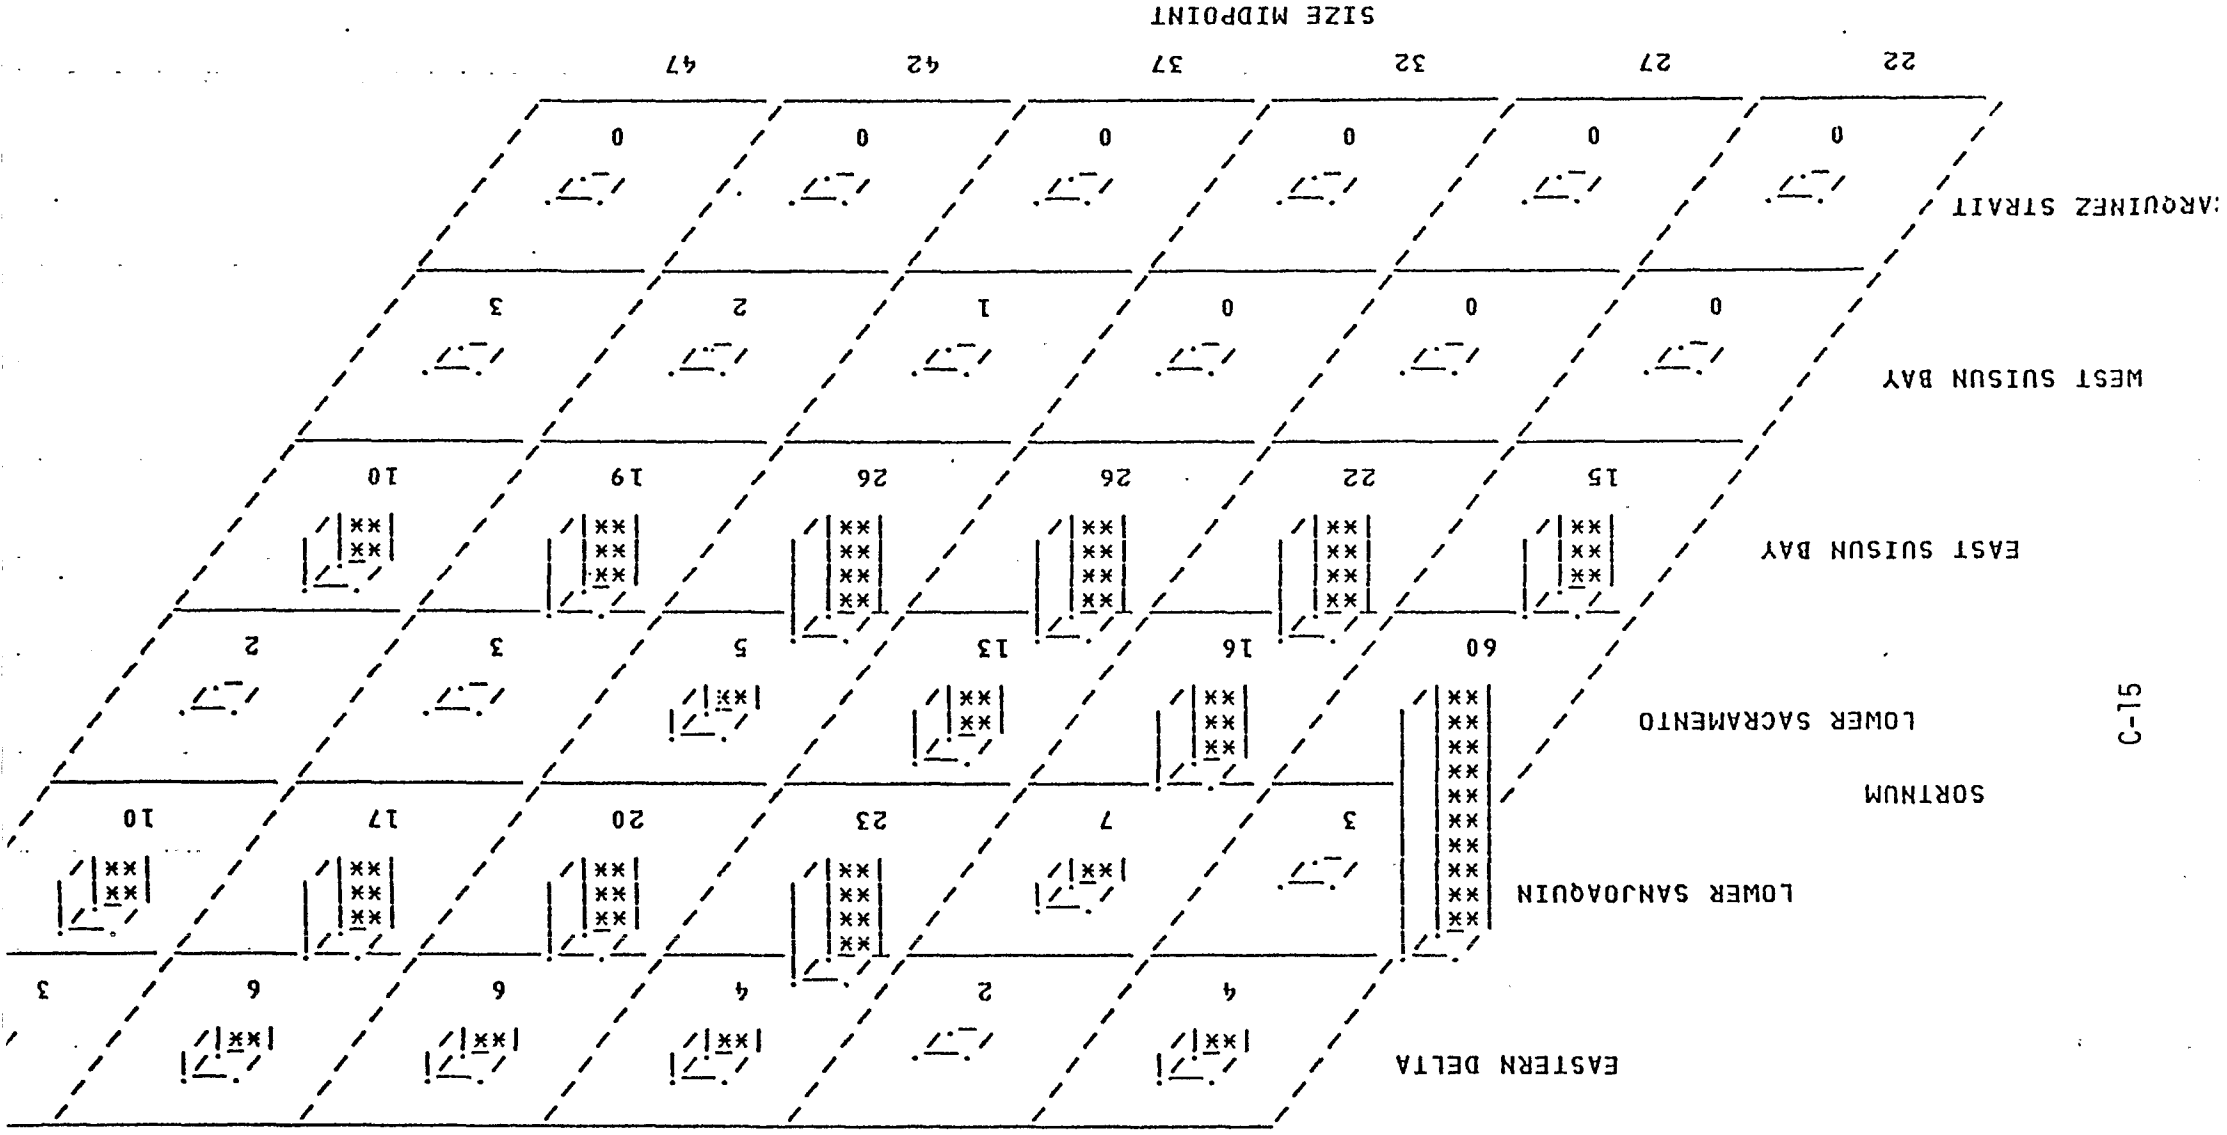 EASTERN DELTA
4 2 4 6 6 3
LOWER SANJOAQUIN
3 7 23 20 17 10
SORTNUM
LOWER SACRAMENTO
60 16 13 5 3 2
EAST SUISUN BAY
15 22 26 26 19 10
WEST SUISUN BAY
0 0 0 1 2 3
ARQUINEZ STRAIT
0 0 0 0 0 0
22 27 32 37 42 47
SIZE MIDPOINT
C-15